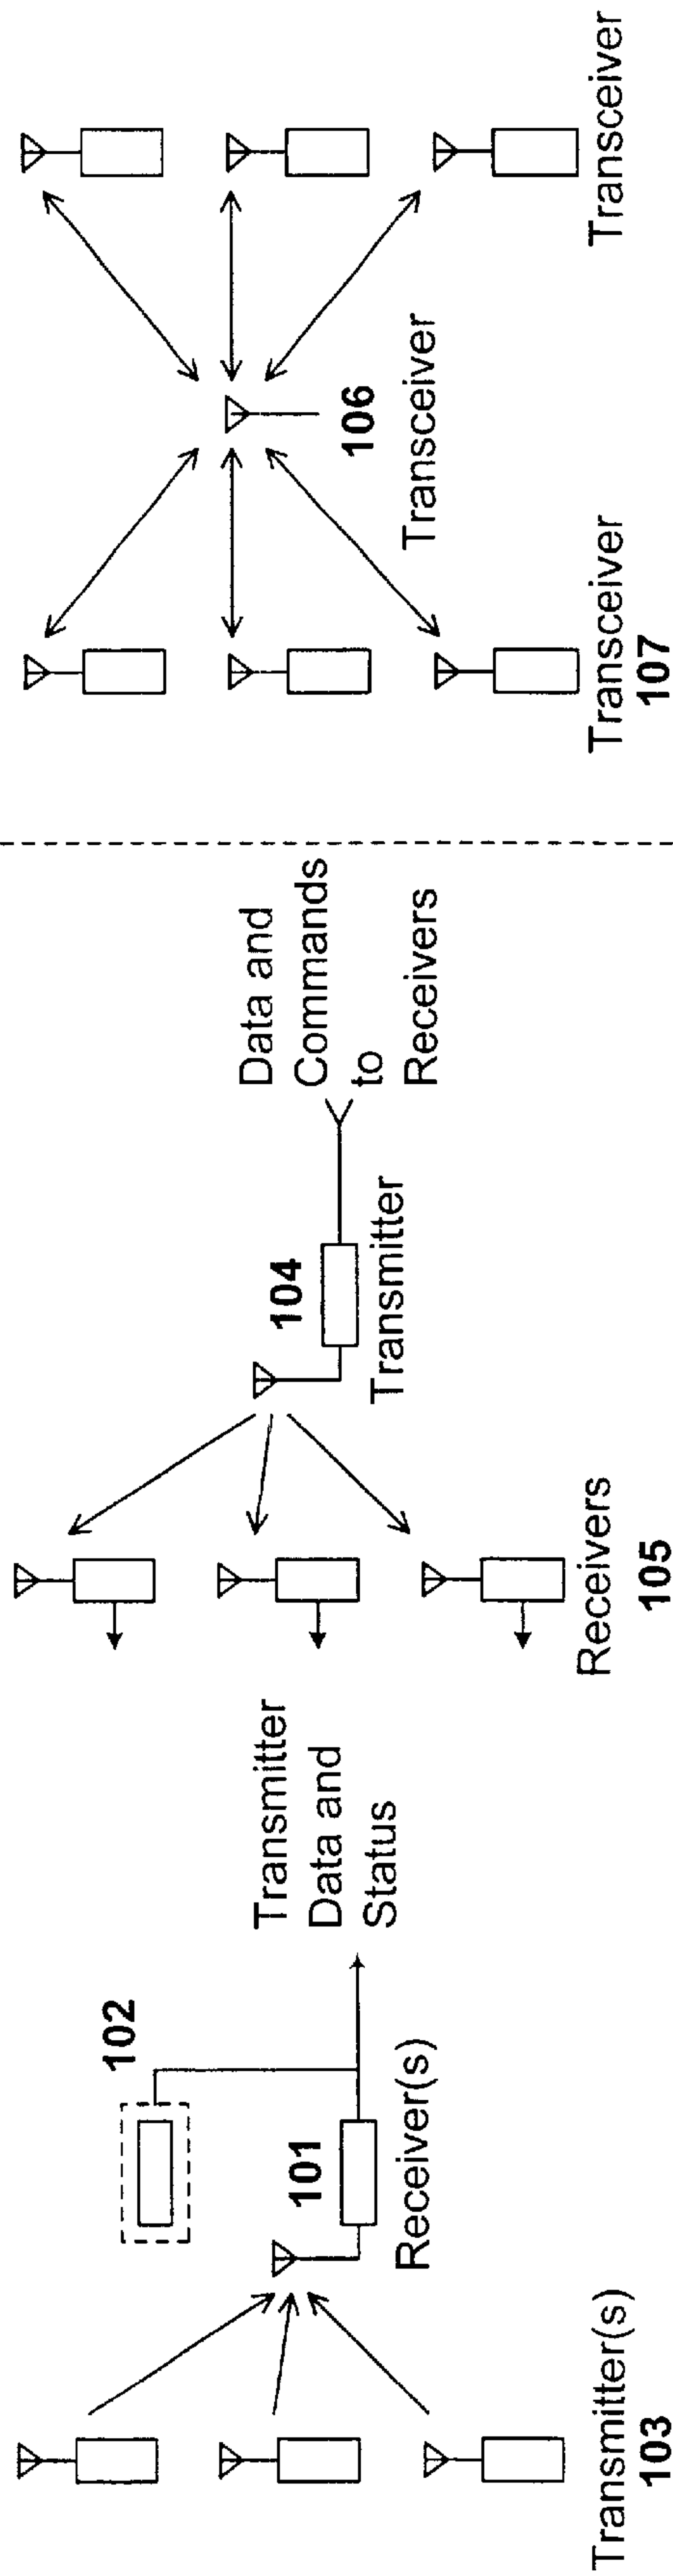 102
101
Receiver(s)
Transmitter
Data and
Status
Transmitter(s)
103
104
Transmitter
Data and
Commands
to
Receivers
Receivers
105
106
Transceiver
Transceiver
107
Transceiver